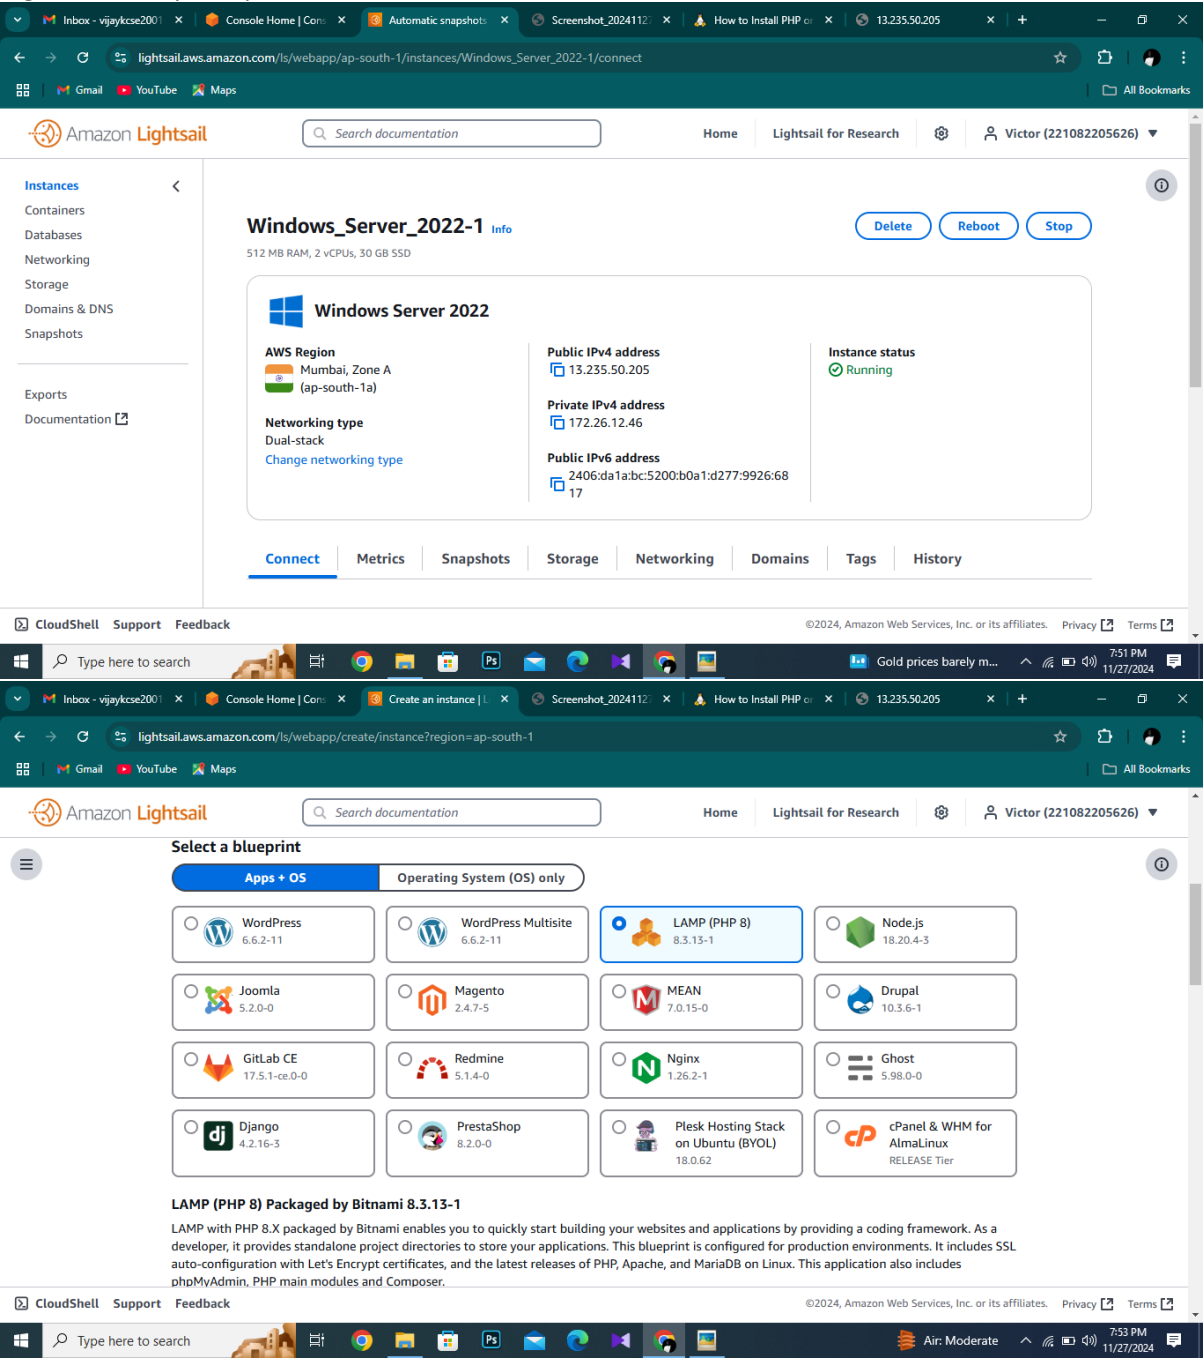 Inbox - vijaykcse2001
Console Home | Cons
Automatic snapshots
Screenshot_2024112
How to Install PHP or
13.235.50.205
lightsail.aws.amazon.com/ls/webapp/ap-south-1/instances/Windows_Server_2022-1/connect
Gmail
YouTube
Maps
All Bookmarks
Amazon Lightsail
Search documentation
Home
Lightsail for Research
Victor (221082205626)
Instances
Containers
Databases
Networking
Storage
Domains & DNS
Snapshots
Exports
Documentation
Windows_Server_2022-1 Info
Delete
Reboot
Stop
512 MB RAM, 2 vCPUs, 30 GB SSD
Windows Server 2022
AWS Region
Mumbai, Zone A
(ap-south-1a)
Networking type
Dual-stack
Change networking type
Public IPv4 address
13.235.50.205
Private IPv4 address
172.26.12.46
Public IPv6 address
2406:da1a:bc:5200:b0a1:d277:9926:68
17
Instance status
Running
Connect
Metrics
Snapshots
Storage
Networking
Domains
Tags
History
CloudShell
Support
Feedback
©2024, Amazon Web Services, Inc. or its affiliates.
Privacy
Terms
Type here to search
Ps
Gold prices barely m...
7:51 PM
11/27/2024
Inbox - vijaykcse2001
Console Home | Cons
Create an instance | L
Screenshot_2024112
How to Install PHP or
13.235.50.205
lightsail.aws.amazon.com/ls/webapp/create/instance?region=ap-south-1
Gmail
YouTube
Maps
All Bookmarks
Amazon Lightsail
Search documentation
Home
Lightsail for Research
Victor (221082205626)
Select a blueprint
Apps + OS
Operating System (OS) only
WordPress
6.6.2-11
WordPress Multisite
6.6.2-11
LAMP (PHP 8)
8.3.13-1
Node.js
18.20.4-3
Joomla
5.2.0-0
Magento
2.4.7-5
MEAN
7.0.15-0
Drupal
10.3.6-1
GitLab CE
17.5.1-ce.0-0
Redmine
5.1.4-0
Nginx
1.26.2-1
Ghost
5.98.0-0
dj
Django
4.2.16-3
PrestaShop
8.2.0-0
Plesk Hosting Stack
on Ubuntu (BYOL)
18.0.62
cP
cPanel & WHM for
AlmaLinux
RELEASE Tier
LAMP (PHP 8) Packaged by Bitnami 8.3.13-1
LAMP with PHP 8.X packaged by Bitnami enables you to quickly start building your websites and applications by providing a coding framework. As a
developer, it provides standalone project directories to store your applications. This blueprint is configured for production environments. It includes SSL
auto-configuration with Let's Encrypt certificates, and the latest releases of PHP, Apache, and MariaDB on Linux. This application also includes
phpMyAdmin, PHP main modules and Composer.
CloudShell
Support
Feedback
©2024, Amazon Web Services, Inc. or its affiliates.
Privacy
Terms
Type here to search
Ps
Air: Moderate
7:53 PM
11/27/2024